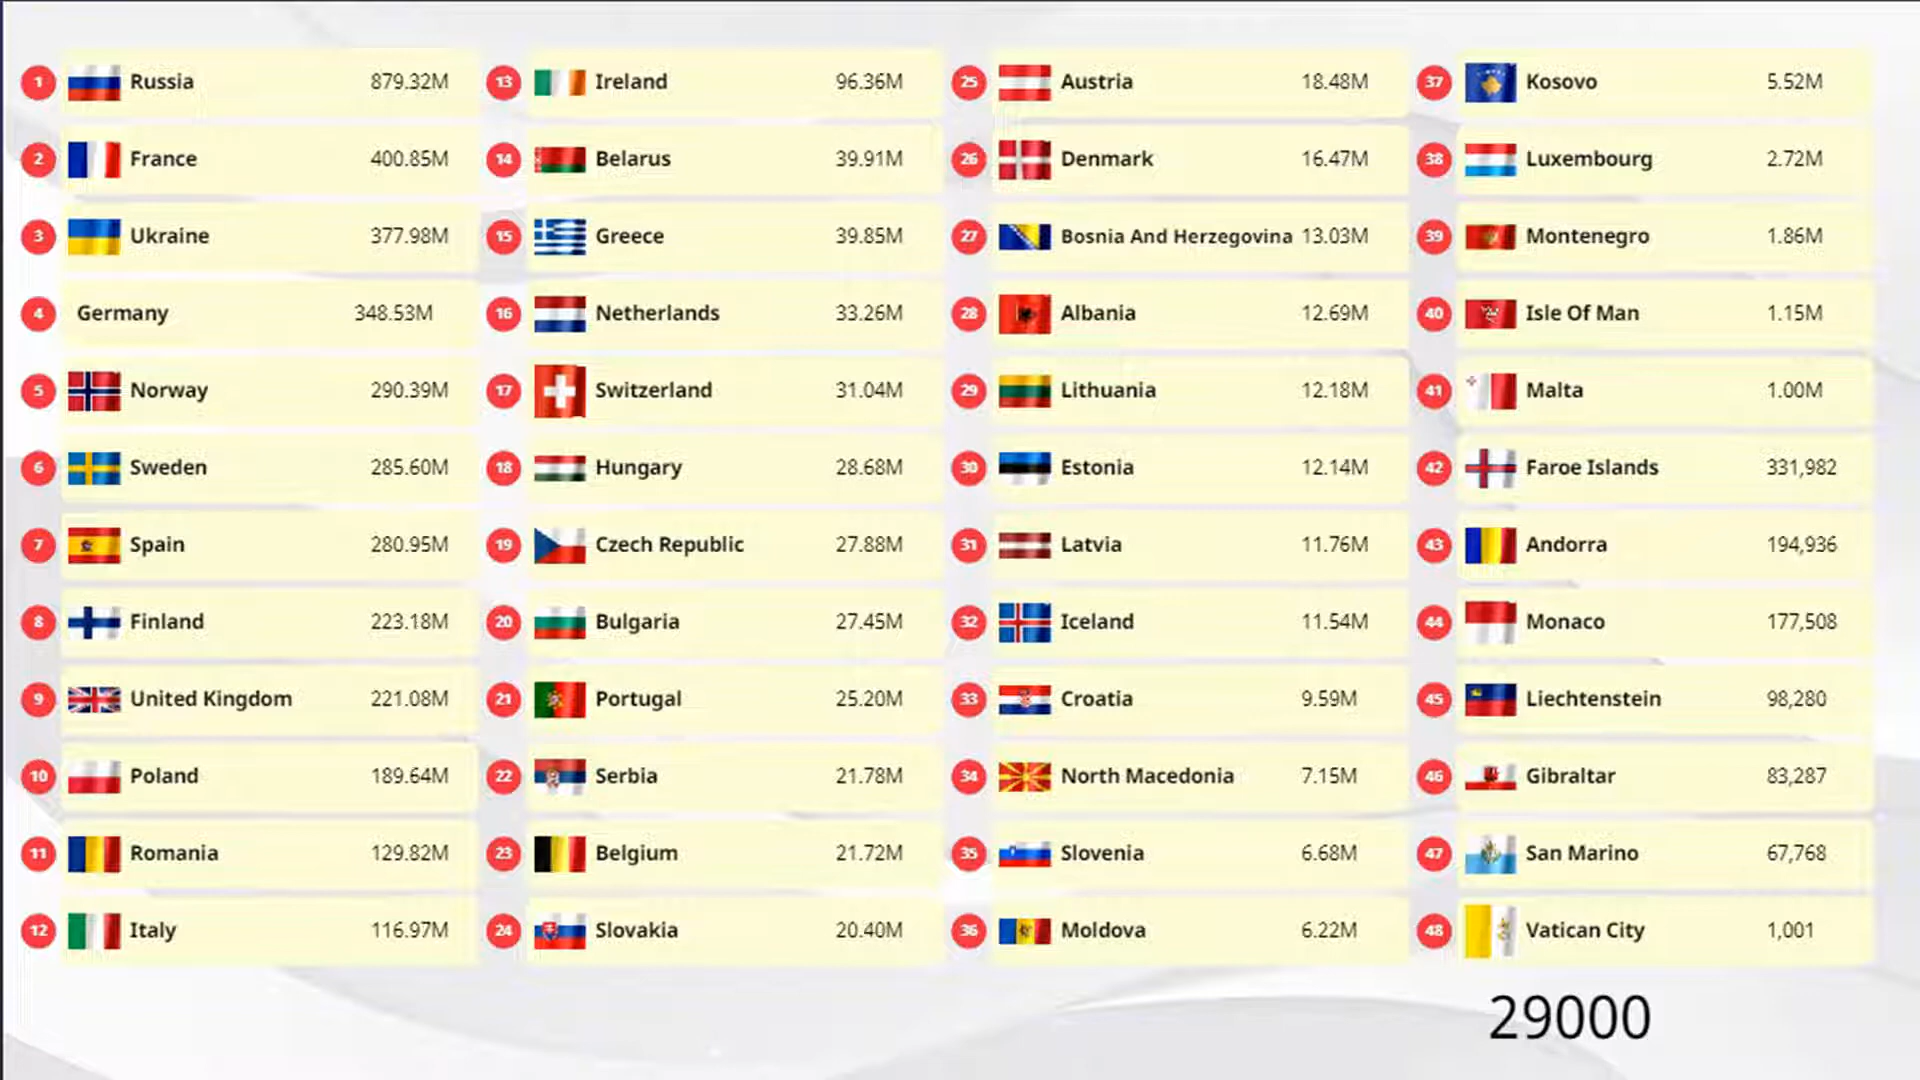 1 Russia 879.32M
2 France 400.85M
3 Ukraine 377.98M
4 Germany 348.53M
5 Norway 290.39M
6 Sweden 285.60M
7 Spain 280.95M
8 Finland 223.18M
9 United Kingdom 221.08M
10 Poland 189.64M
11 Romania 129.82M
12 Italy 116.97M
13 Ireland 96.36M
14 Belarus 39.91M
15 Greece 39.85M
16 Netherlands 33.26M
17 Switzerland 31.04M
18 Hungary 28.68M
19 Czech Republic 27.88M
20 Bulgaria 27.45M
21 Portugal 25.20M
22 Serbia 21.78M
23 Belgium 21.72M
24 Slovakia 20.40M
25 Austria 18.48M
26 Denmark 16.47M
27 Bosnia And Herzegovina 13.03M
28 Albania 12.69M
29 Lithuania 12.18M
30 Estonia 12.14M
31 Latvia 11.76M
32 Iceland 11.54M
33 Croatia 9.59M
34 North Macedonia 7.15M
35 Slovenia 6.68M
36 Moldova 6.22M
37 Kosovo 5.52M
38 Luxembourg 2.72M
39 Montenegro 1.86M
40 Isle Of Man 1.15M
41 Malta 1.00M
42 Faroe Islands 331,982
43 Andorra 194,936
44 Monaco 177,508
45 Liechtenstein 98,280
46 Gibraltar 83,287
47 San Marino 67,768
48 Vatican City 1,001
29000